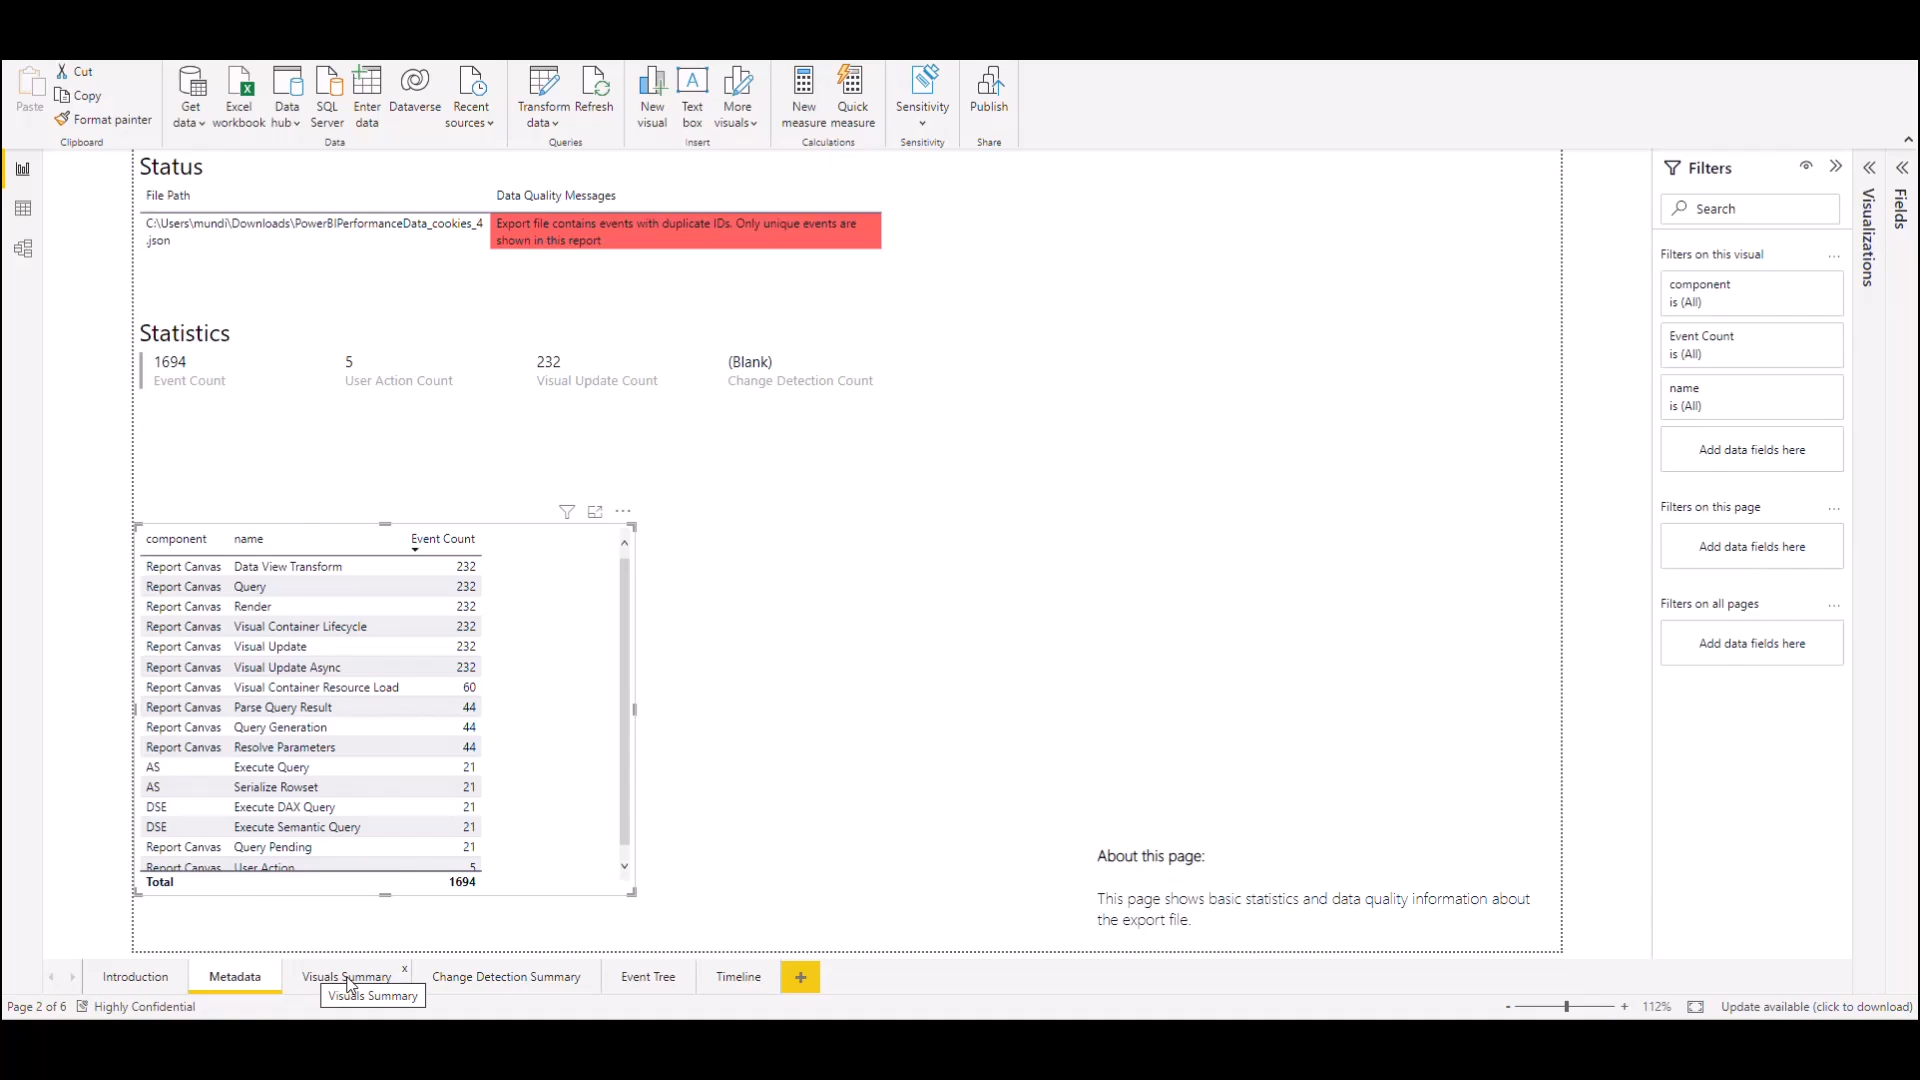 Paste
Cut
Copy
Format painter
Clipboard
Get data
Excel workbook
Data hub
SQL Server
Enter data
Dataverse
Recent sources
Data
Transform data
Refresh
Queries
New visual
A
Text box
More visuals
Insert
New measure
Quick measure
Calculations
Sensitivity
Sensitivity
Publish
Share
Status
File Path Data Quality Messages
C:\Users\mundi\Downloads\PowerBIPerformanceData_cookies_4
.json
Export file contains events with duplicate IDs. Only unique events are
shown in this report
Statistics
1694 5 232 (Blank)
Event Count User Action Count Visual Update Count Change Detection Count
component name Event Count
Report Canvas Data View Transform 232
Report Canvas Query 232
Report Canvas Render 232
Report Canvas Visual Container Lifecycle 232
Report Canvas Visual Update 232
Report Canvas Visual Update Async 232
Report Canvas Visual Container Resource Load 60
Report Canvas Parse Query Result 44
Report Canvas Query Generation 44
Report Canvas Resolve Parameters 44
AS Execute Query 21
AS Serialize Rowset 21
DSE Execute DAX Query 21
DSE Execute Semantic Query 21
Report Canvas Query Pending 21
Report Canvas User Action 5
Total 1694
About this page:
This page shows basic statistics and data quality information about
the export file.
Filters
Search
Filters on this visual ...
component
is (All)
Event Count
is (All)
name
is (All)
Add data fields here
Filters on this page ...
Add data fields here
Filters on all pages ...
Add data fields here
Visualizations
Fields
Introduction Metadata Visuals Summary x Change Detection Summary Event Tree Timeline +
Visuals Summary
Page 2 of 6 Highly Confidential - + 112% Update available (click to download)